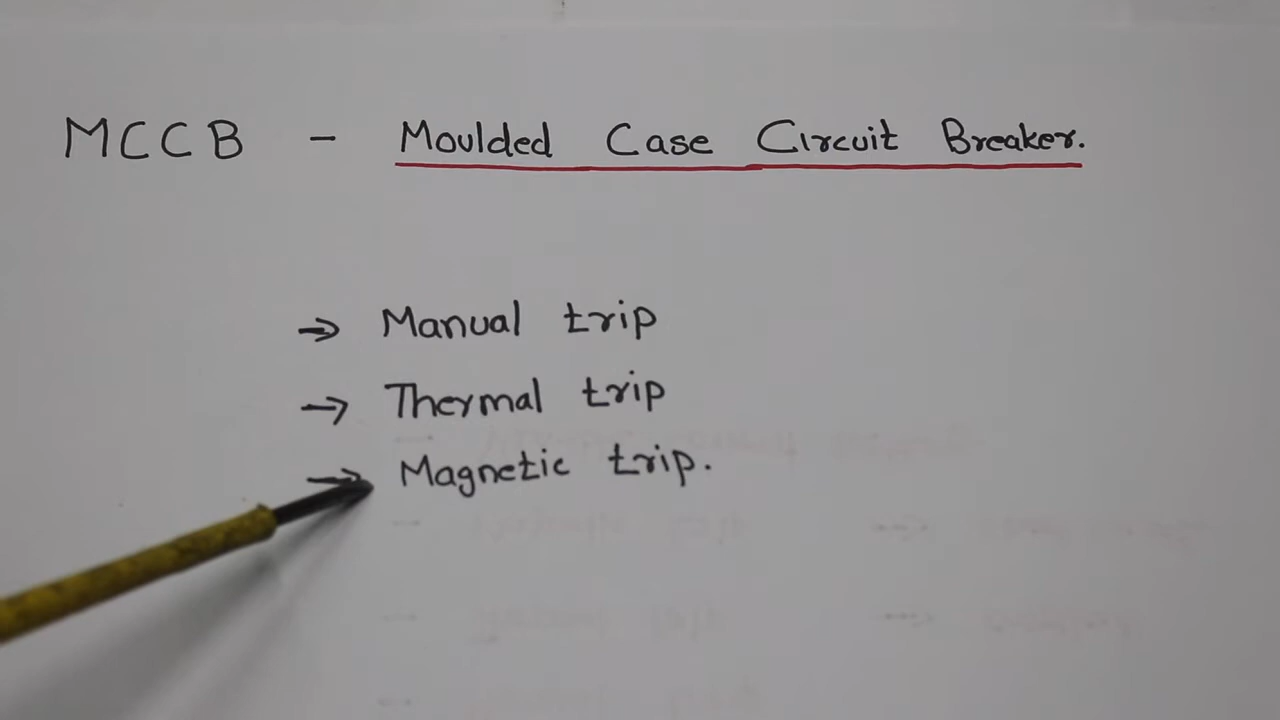 MCCB - Moulded Case Circuit Breaker.
→ Manual trip
→ Thermal trip
→ Magnetic trip.